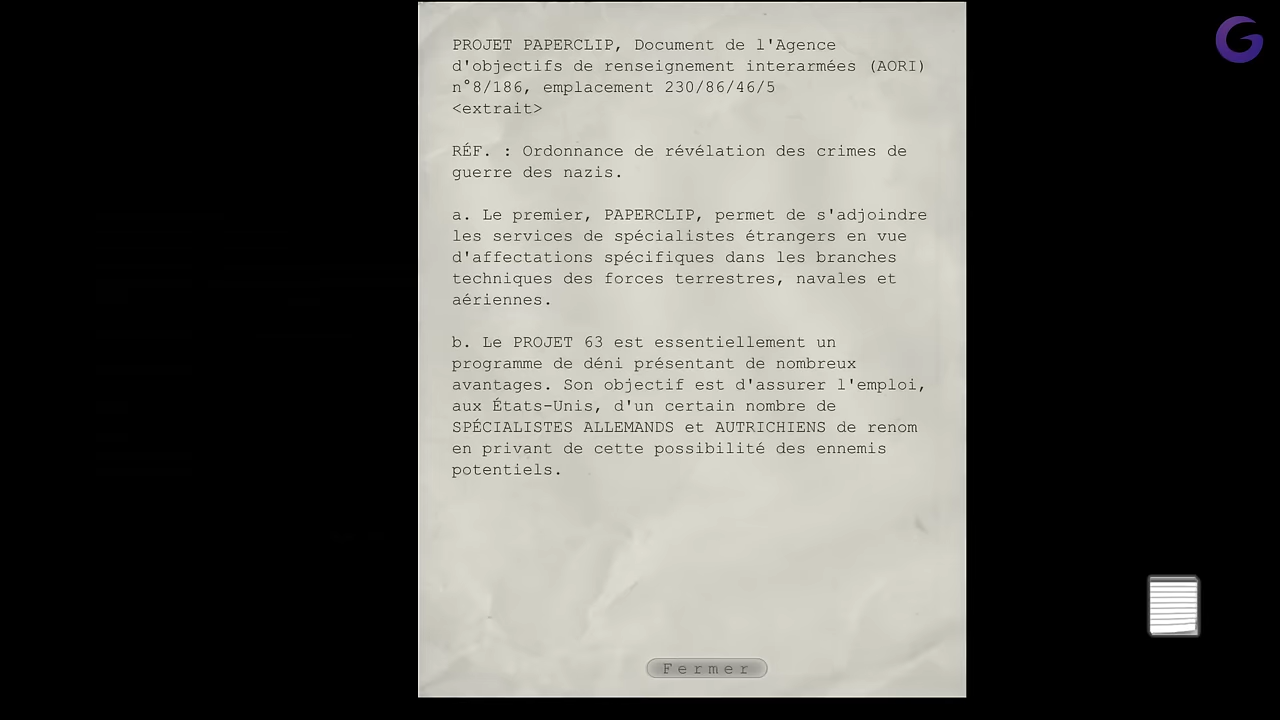 PROJET PAPERCLIP, Document de l'Agence
d'objectifs de renseignement interarmées (AORI)
n°8/186, emplacement 230/86/46/5
<extrait>
RÉF. : Ordonnance de révélation des crimes de
guerre des nazis.
a. Le premier, PAPERCLIP, permet de s'adjoindre
les services de spécialistes étrangers en vue
d'affectations spécifiques dans les branches
techniques des forces terrestres, navales et
aériennes.
b. Le PROJET 63 est essentiellement un
programme de déni présentant de nombreux
avantages. Son objectif est d'assurer l'emploi,
aux États-Unis, d'un certain nombre de
SPÉCIALISTES ALLEMANDS et AUTRICHIENS de renom
en privant de cette possibilité des ennemis
potentiels.
Fermer